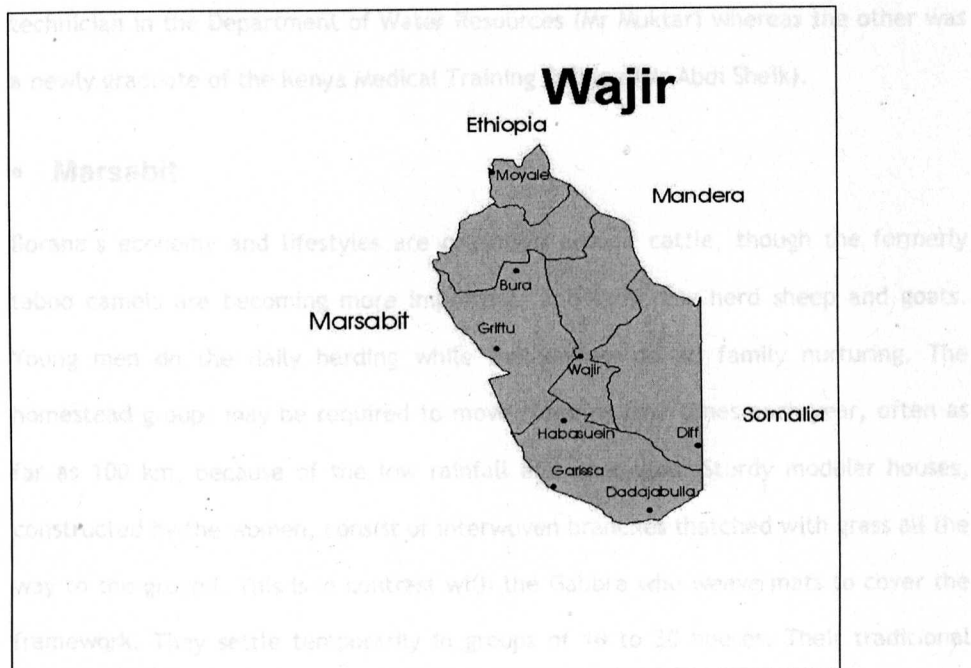 technician in the Department of Water Resources (Mr Muktar) whereas the other was
a newly graduate of the Kenya Medical Training Abdi Sheik).
Wajir
Ethiopia
• Marsabit
Moyale
Mandera
Borana's economy and lifestyles are cattle, though the formerly
taboo camels are becoming more herd sheep and goats.
Bura
Marsabit
Griftu
Young men do the daily herding while family nurturing. The
Wajir
homestead groups may be required to move year, often as
Somalia
Habasuein
Diff
far as 100 km, because of the low rainfall Sturdy modular houses,
Garissa
Dadajabulla
constructed by the women, consist of interwoven branches thatched with grass all the
way to the ground. This is in contrast with the Gabbra who weave mats to cover the
framework. They settle temporarily in groups of to Their traditional